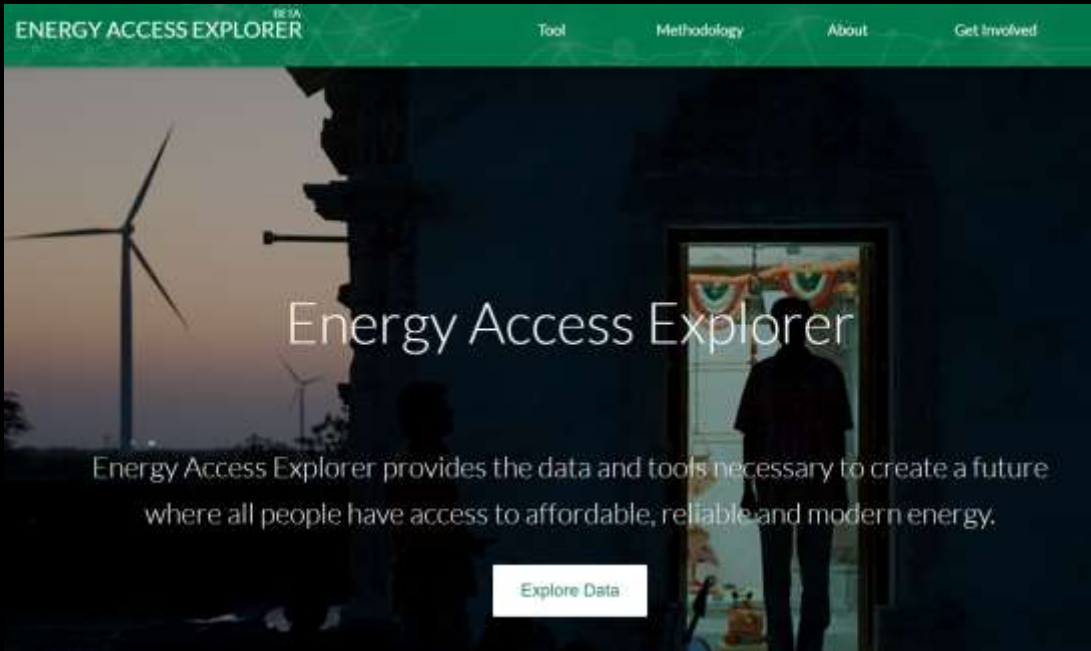 BETA
ENERGY ACCESS EXPLORER
Tool
Methodology
About
Get Involved
Energy Access Explorer
Energy Access Explorer provides the data and tools necessary to create a future
where all people have access to affordable, reliable and modern energy.
Explore Data